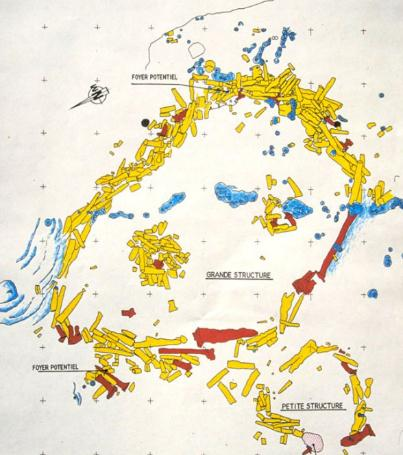 FOYER POTENTIEL
GRANDE STRUCTURE
FOYER POTENTIEL
PETITE STRUCTURE